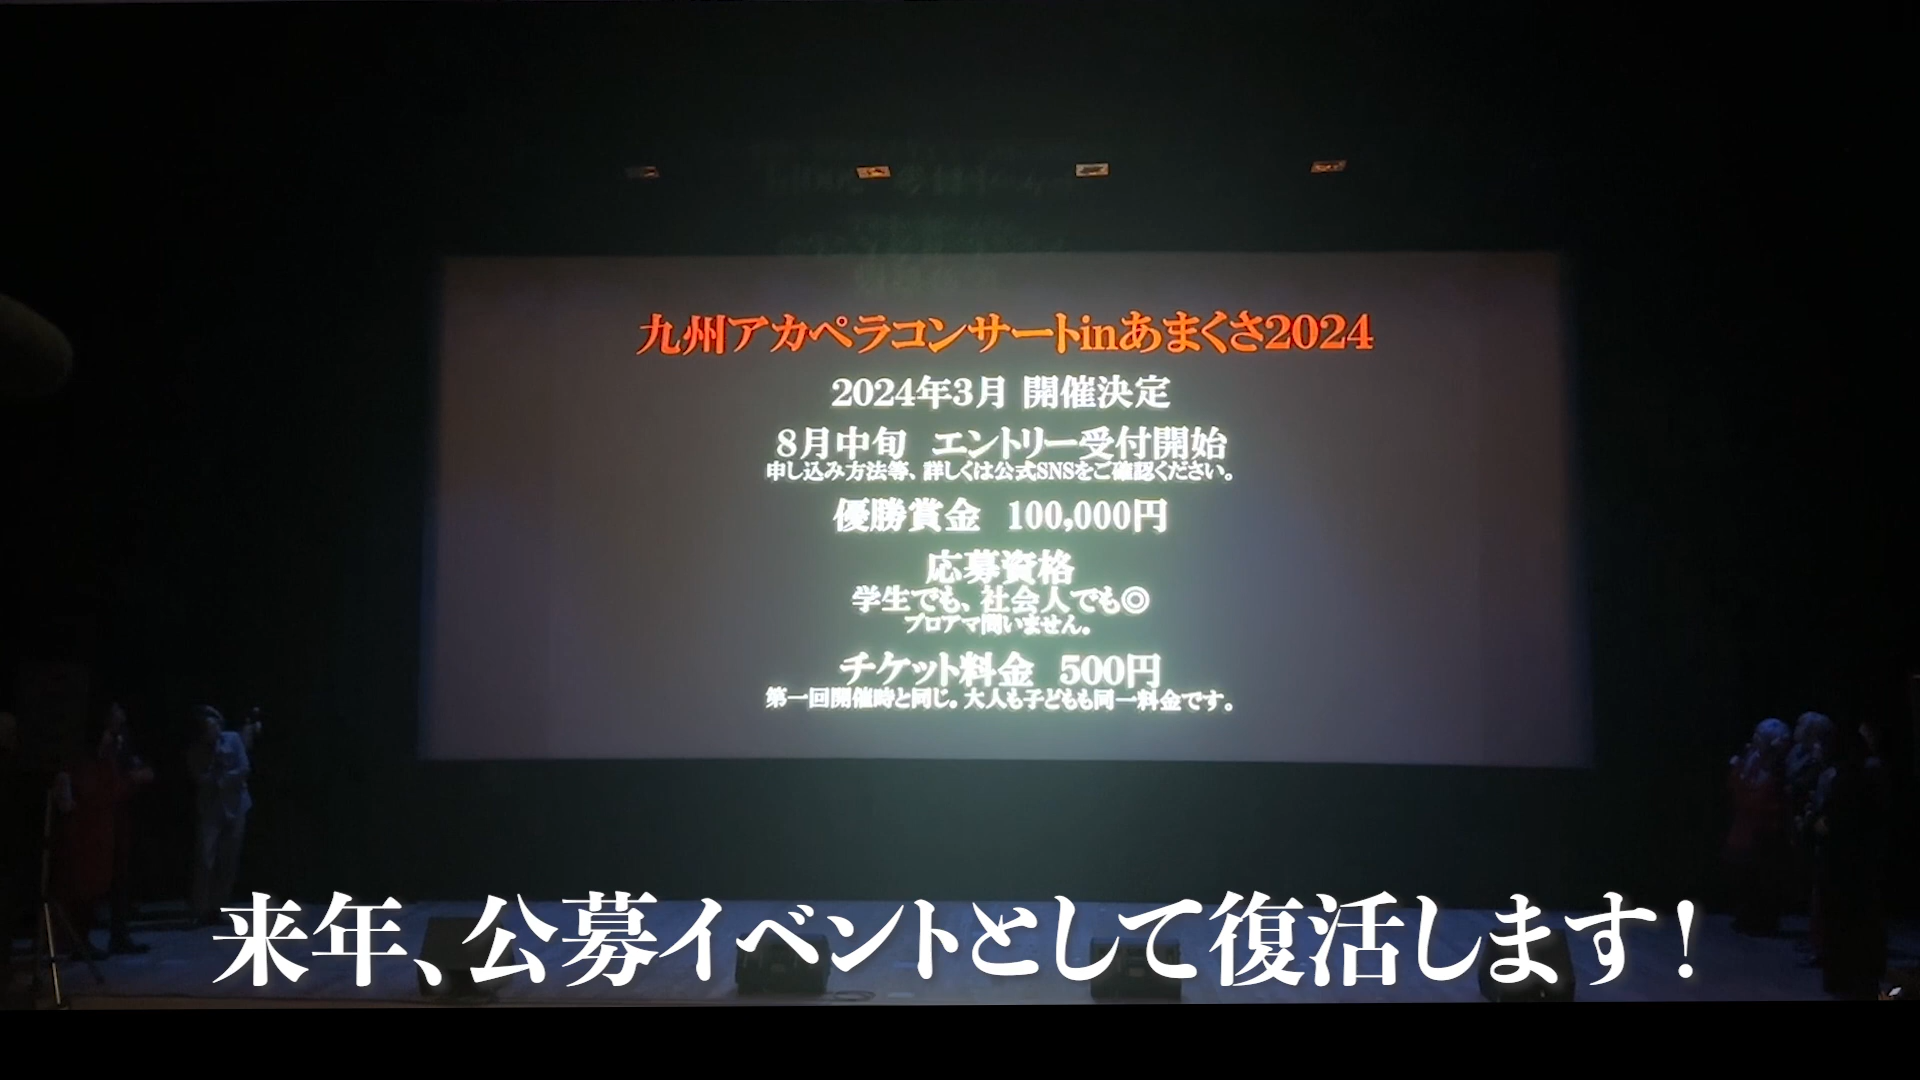 九州アカペラコンサートinあまくさ2024
2024年3月 開催決定
8月中旬　エントリー受付開始
申し込み方法等、詳しくは公式SNSをご確認ください。
優勝賞金　100,000円
応募資格
学生でも、社会人でも◎
プロアマ問いません。
チケット料金　500円
第一回開催時と同じ。大人も子どもも同一料金です。
来年、公募イベントとして復活します！